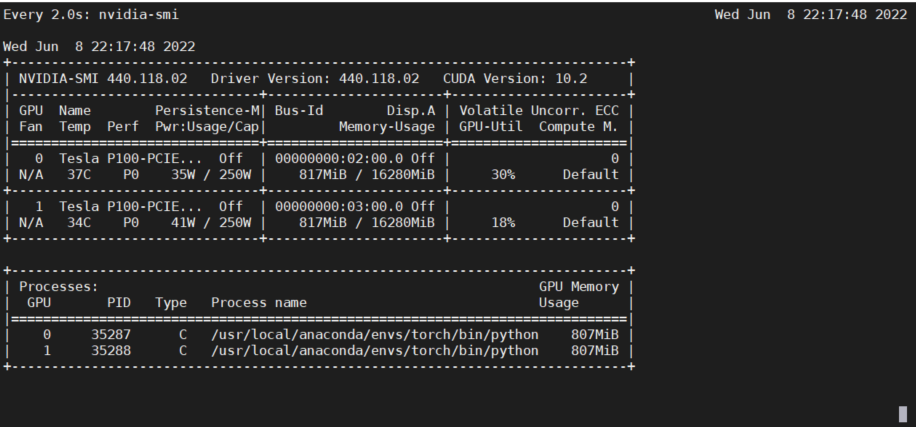 Every 2.0s: nvidia-smi                                                                 Wed Jun  8 22:17:48 2022
Wed Jun  8 22:17:48 2022
+-----------------------------------------------------------------------------+
| NVIDIA-SMI 440.118.02   Driver Version: 440.118.02   CUDA Version: 10.2     |
|-------------------------------+----------------------+----------------------+
| GPU  Name        Persistence-M| Bus-Id        Disp.A | Volatile Uncorr. ECC |
| Fan  Temp  Perf  Pwr:Usage/Cap|         Memory-Usage | GPU-Util  Compute M. |
|===============================+======================+======================|
|   0  Tesla P100-PCIE...  Off  | 00000000:02:00.0 Off |                    0 |
| N/A   37C    P0    35W / 250W |    817MiB / 16280MiB |     30%      Default |
+-------------------------------+----------------------+----------------------+
|   1  Tesla P100-PCIE...  Off  | 00000000:03:00.0 Off |                    0 |
| N/A   34C    P0    41W / 250W |    817MiB / 16280MiB |     18%      Default |
+-------------------------------+----------------------+----------------------+
+-----------------------------------------------------------------------------+
| Processes:                                                       GPU Memory |
|  GPU       PID   Type   Process name                             Usage      |
|=============================================================================|
|    0     35287      C   /usr/local/anaconda/envs/torch/bin/python    807MiB |
|    1     35288      C   /usr/local/anaconda/envs/torch/bin/python    807MiB |
+-----------------------------------------------------------------------------+